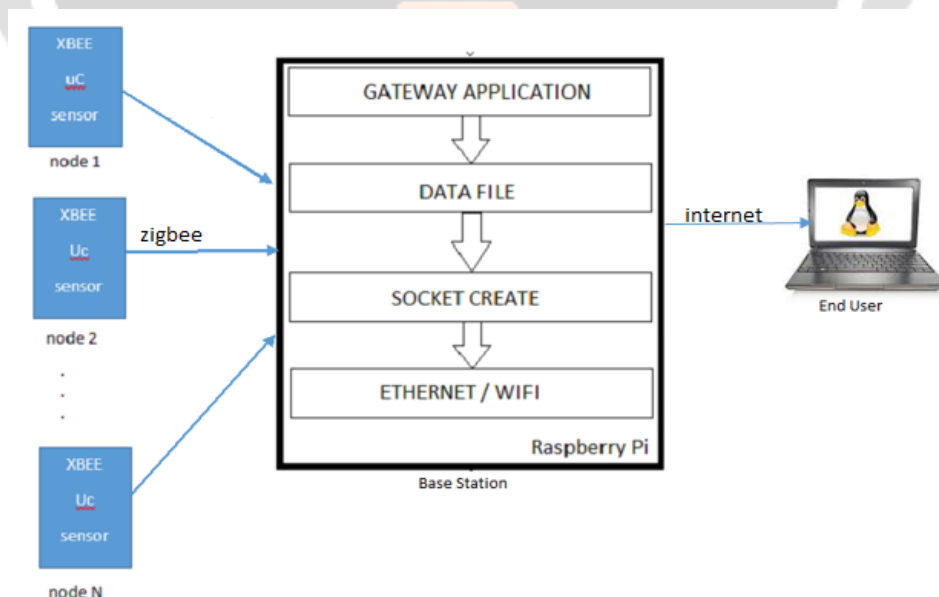 XBEE
uC
sensor
node 1
XBEE
Uc
sensor
node 2
.
.
.
XBEE
Uc
sensor
node N
zigbee
GATEWAY APPLICATION
DATA FILE
SOCKET CREATE
ETHERNET / WIFI
Raspberry Pi
Base Station
internet
End User